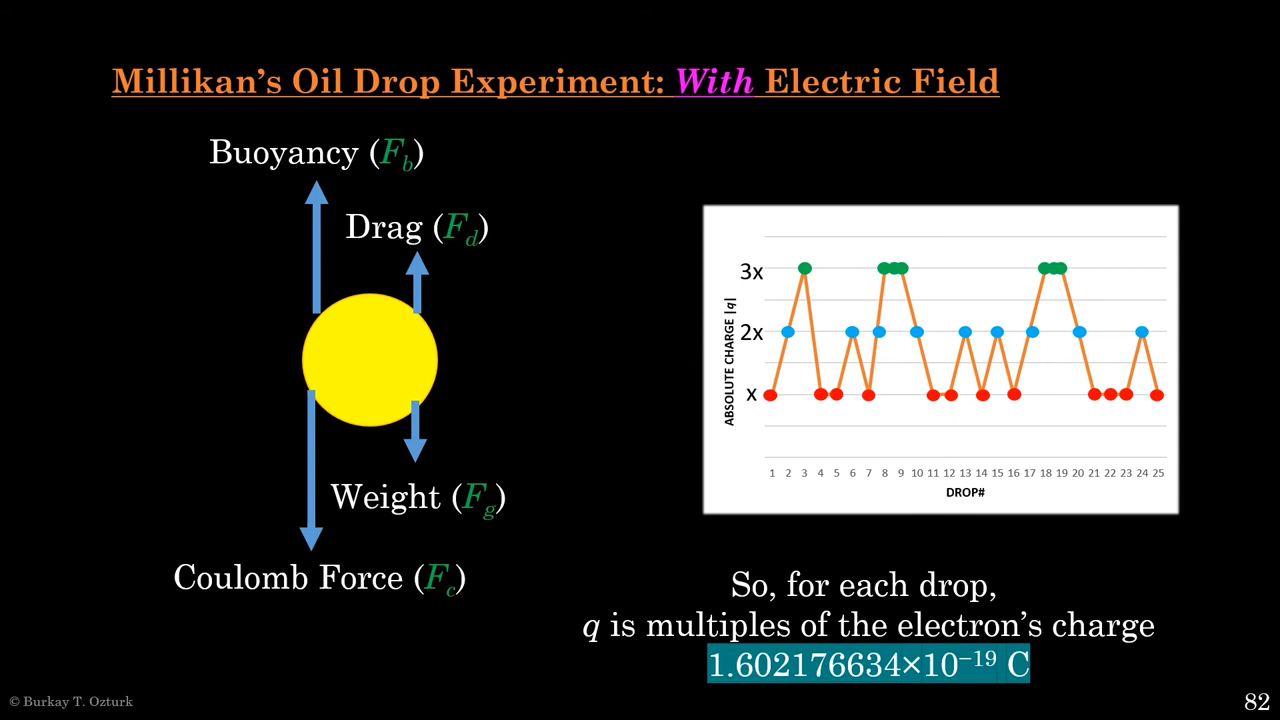 Millikan’s Oil Drop Experiment: With Electric Field
Buoyancy (F_b)
Drag (F_d)
Weight (F_g)
Coulomb Force (F_c)
3x
2x
x
ABSOLUTE CHARGE |q|
1 2 3 4 5 6 7 8 9 10 11 12 13 14 15 16 17 18 19 20 21 22 23 24 25
DROP#
So, for each drop,
q is multiples of the electron’s charge
1.602176634×10⁻¹⁹ C
© Burkay T. Ozturk
82